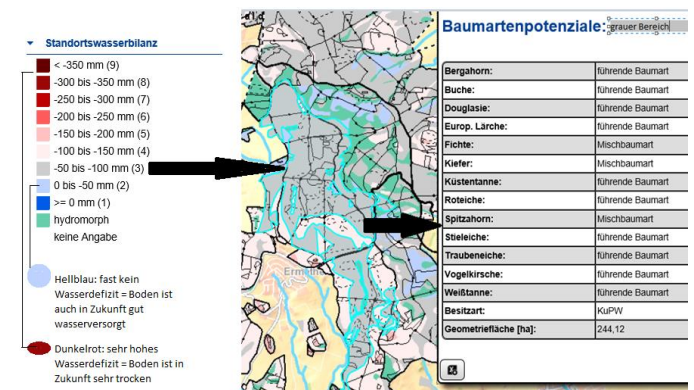 Standortswasserbilanz
< -350 mm (9)
-300 bis -350 mm (8)
-250 bis -300 mm (7)
-200 bis -250 mm (6)
-150 bis -200 mm (5)
-100 bis -150 mm (4)
-50 bis -100 mm (3)
0 bis -50 mm (2)
>= 0 mm (1)
hydromorph
keine Angabe
Hellblau: fast kein
Wasserdefizit = Boden ist
auch in Zukunft gut
wasserversorgt
Dunkelrot: sehr hohes
Wasserdefizit = Boden ist in
Zukunft sehr trocken
Baumartenpotenziale: grauer Bereich
Bergahorn: führende Baumart
Buche: führende Baumart
Douglasie: führende Baumart
Europ. Lärche: führende Baumart
Fichte: Mischbaumart
Kiefer: Mischbaumart
Küstentanne: führende Baumart
Roteiche: führende Baumart
Spitzahorn: Mischbaumart
Stieleiche: führende Baumart
Traubeneiche: führende Baumart
Vogelkirsche: führende Baumart
Weißtanne: führende Baumart
Besitzart: KuPW
Geometriefläche [ha]: 244,12